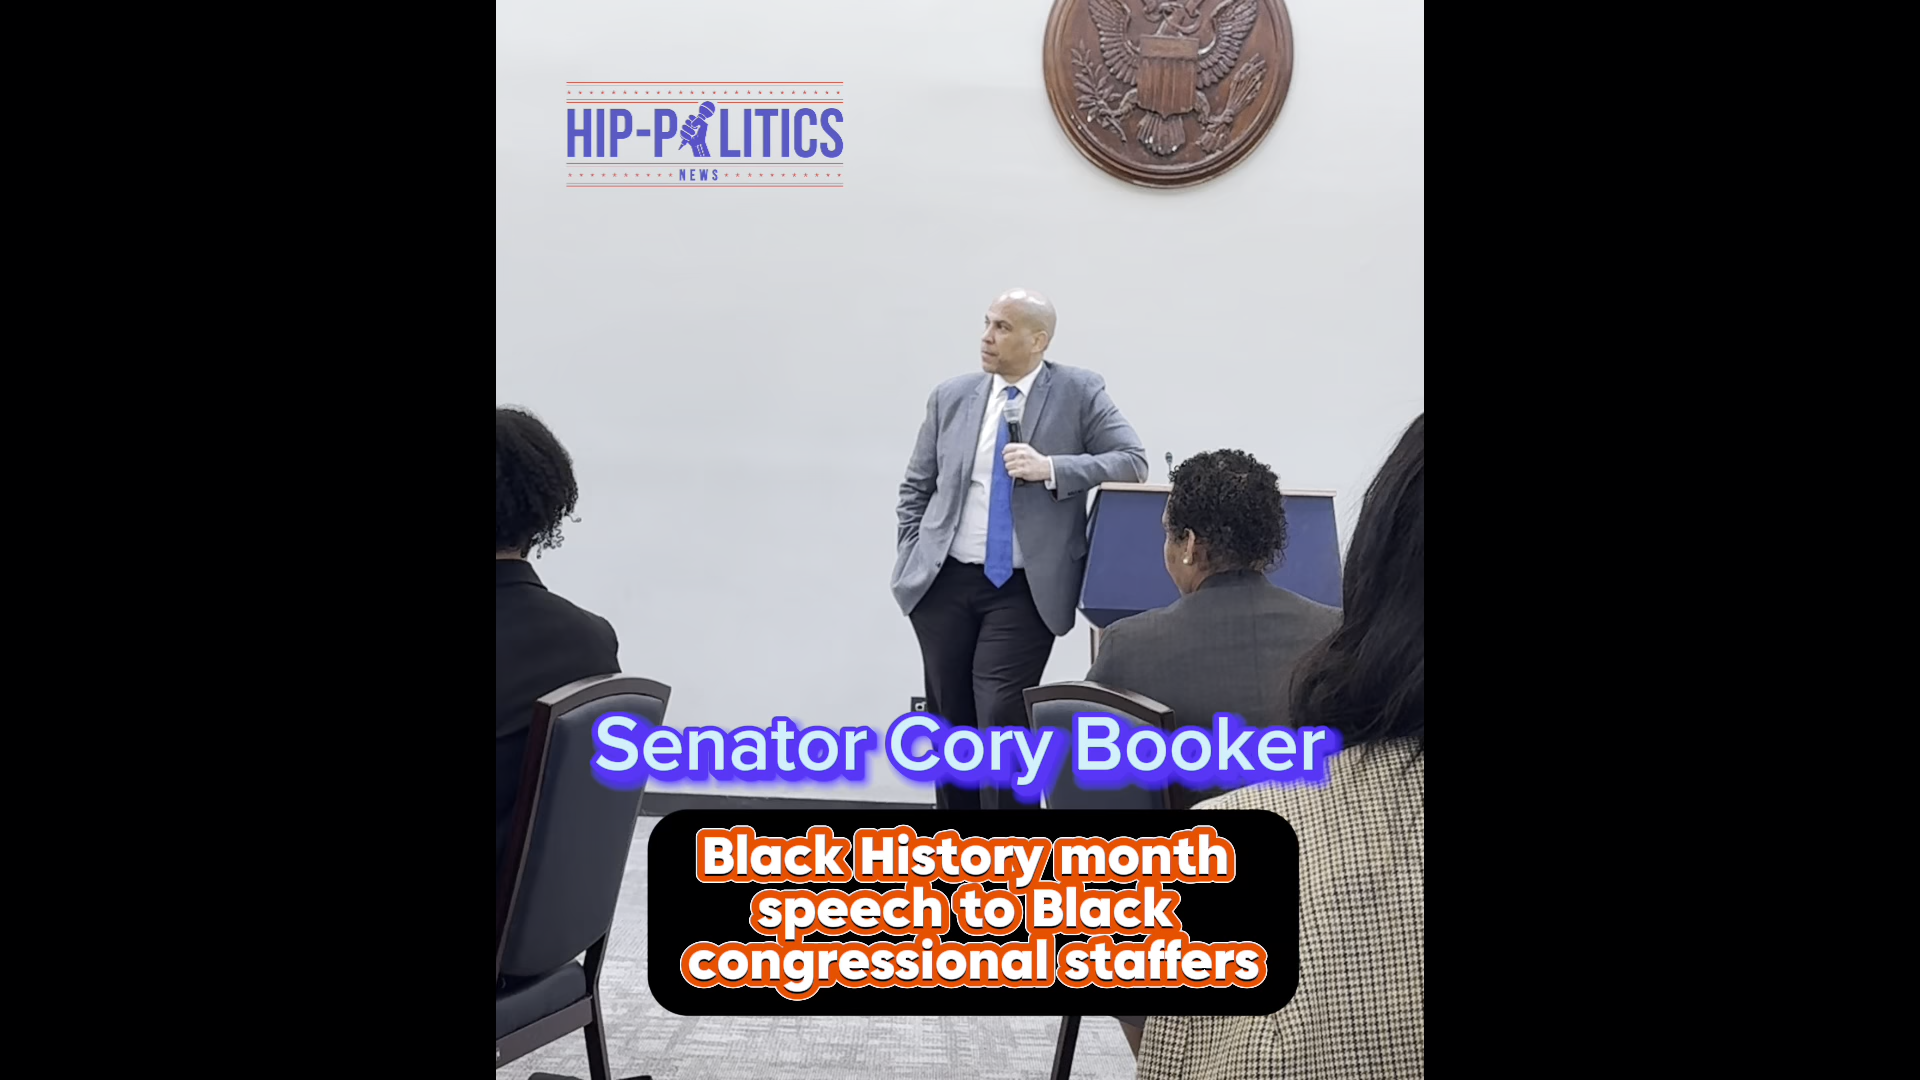 HIP-POLITICS
NEWS
Senator Cory Booker
Black History month
speech to Black
congressional staffers